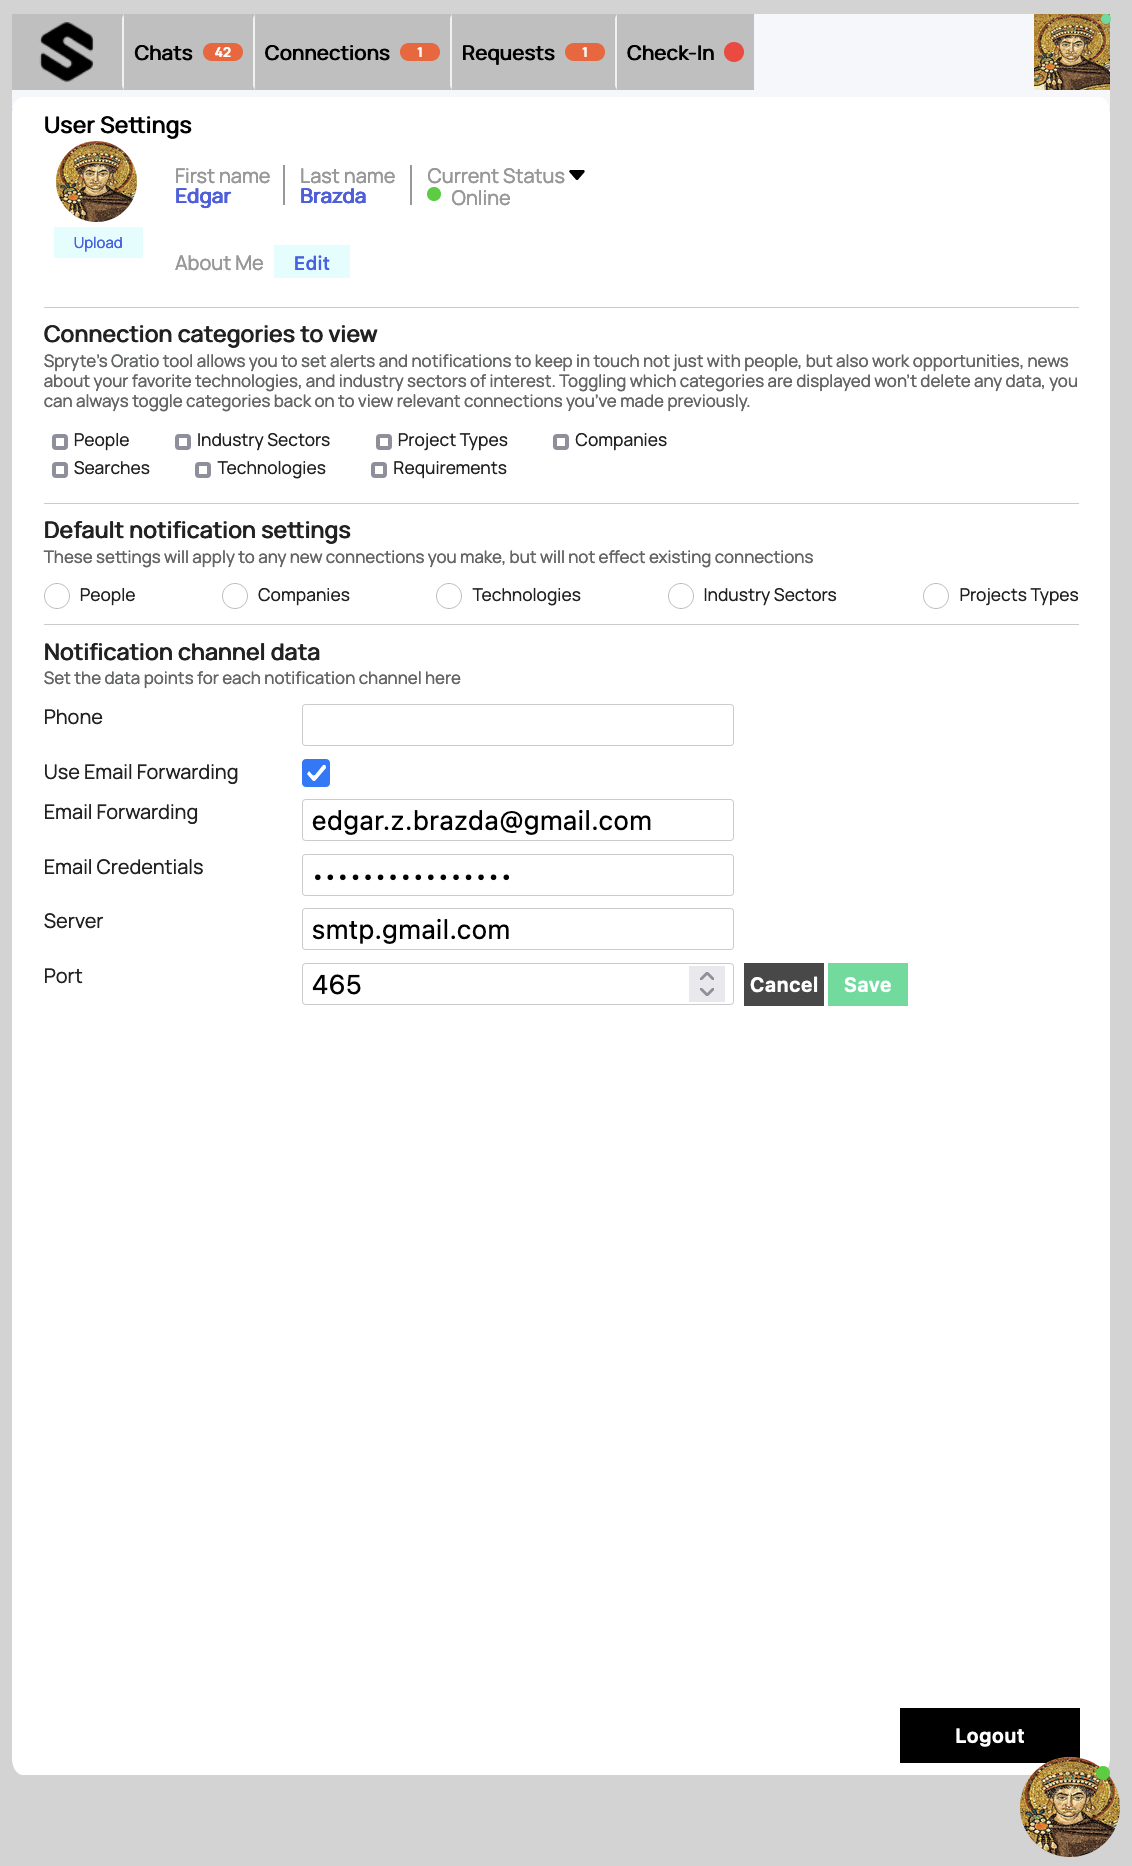 S
Chats 42 Connections 1 Requests 1 Check-In
User Settings
First name Last name Current Status
Edgar Brazda Online
Upload
About Me Edit
Connection categories to view
Spryte's Oratio tool allows you to set alerts and notifications to keep in touch not just with people, but also work opportunities, news
about your favorite technologies, and industry sectors of interest. Toggling which categories are displayed won't delete any data, you
can always toggle categories back on to view relevant connections you've made previously.
People Industry Sectors Project Types Companies
Searches Technologies Requirements
Default notification settings
These settings will apply to any new connections you make, but will not effect existing connections
People Companies Technologies Industry Sectors Projects Types
Notification channel data
Set the data points for each notification channel here
Phone
Use Email Forwarding
Email Forwarding edgar.z.brazda@gmail.com
Email Credentials ••••••••••••••••
Server smtp.gmail.com
Port 465 Cancel Save
Logout